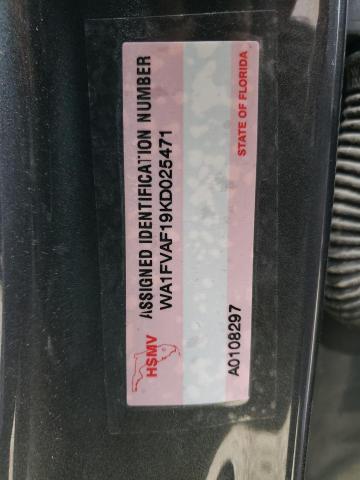 ASSIGNED IDENTIFICATION NUMBER
WA1FVAF19KD025471
HSMV
A0108297
STATE OF FLORIDA